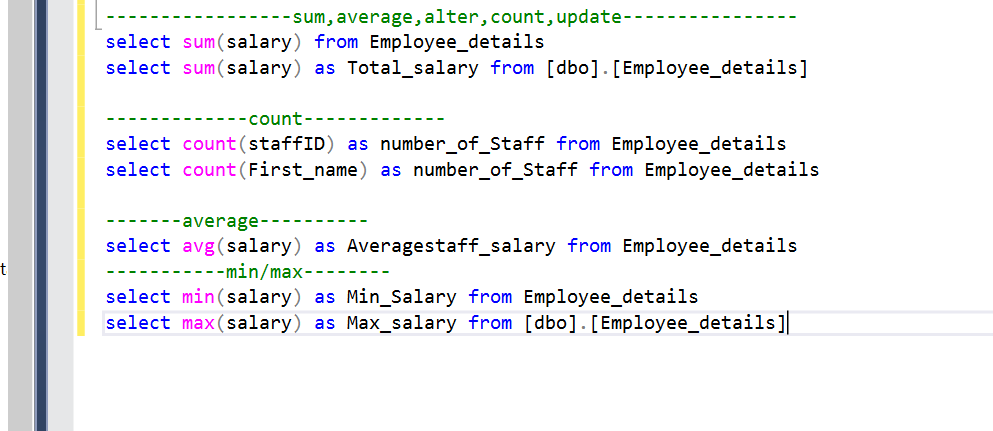 -----------------sum,average,alter,count,update----------------
select sum(salary) from Employee_details
select sum(salary) as Total_salary from [dbo].[Employee_details]
-------------count-------------
select count(staffID) as number_of_Staff from Employee_details
select count(First_name) as number_of_Staff from Employee_details
-------average----------
select avg(salary) as Averagestaff_salary from Employee_details
-----------min/max--------
t
select min(salary) as Min_Salary from Employee_details
select max(salary) as Max_salary from [dbo].[Employee_details]